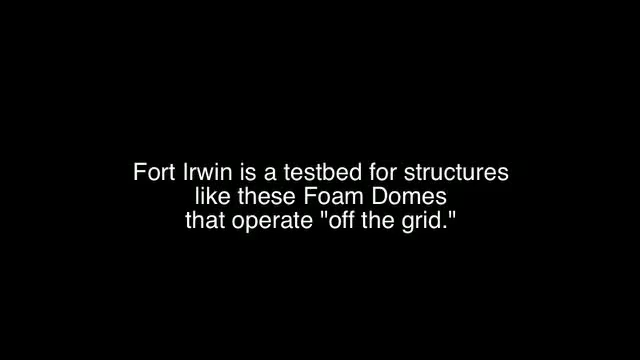 Fort Irwin is a testbed for structures
like these Foam Domes
that operate "off the grid."